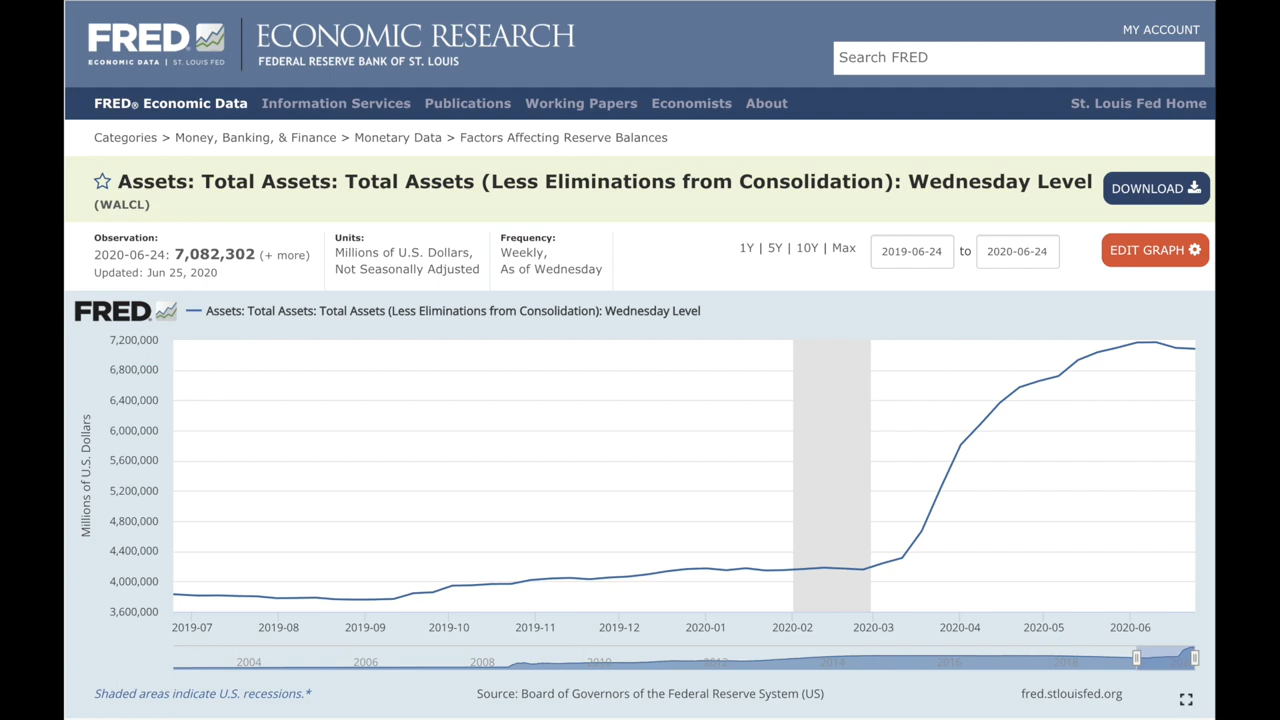 FRED
ECONOMIC DATA | ST. LOUIS FED
ECONOMIC RESEARCH
FEDERAL RESERVE BANK OF ST. LOUIS
MY ACCOUNT
Search FRED
FRED® Economic Data Information Services Publications Working Papers Economists About St. Louis Fed Home
Categories > Money, Banking, & Finance > Monetary Data > Factors Affecting Reserve Balances
Assets: Total Assets: Total Assets (Less Eliminations from Consolidation): Wednesday Level
(WALCL)
DOWNLOAD
Observation:
2020-06-24: 7,082,302 (+ more)
Updated: Jun 25, 2020
Units:
Millions of U.S. Dollars,
Not Seasonally Adjusted
Frequency:
Weekly,
As of Wednesday
1Y | 5Y | 10Y | Max
2019-06-24 to 2020-06-24
EDIT GRAPH
FRED Assets: Total Assets: Total Assets (Less Eliminations from Consolidation): Wednesday Level
Millions of U.S. Dollars
7,200,000
6,800,000
6,400,000
6,000,000
5,600,000
5,200,000
4,800,000
4,400,000
4,000,000
3,600,000
2019-07 2019-08 2019-09 2019-10 2019-11 2019-12 2020-01 2020-02 2020-03 2020-04 2020-05 2020-06
2004 2006 2008 2010 2012 2014 2016 2018
Shaded areas indicate U.S. recessions.*
Source: Board of Governors of the Federal Reserve System (US)
fred.stlouisfed.org